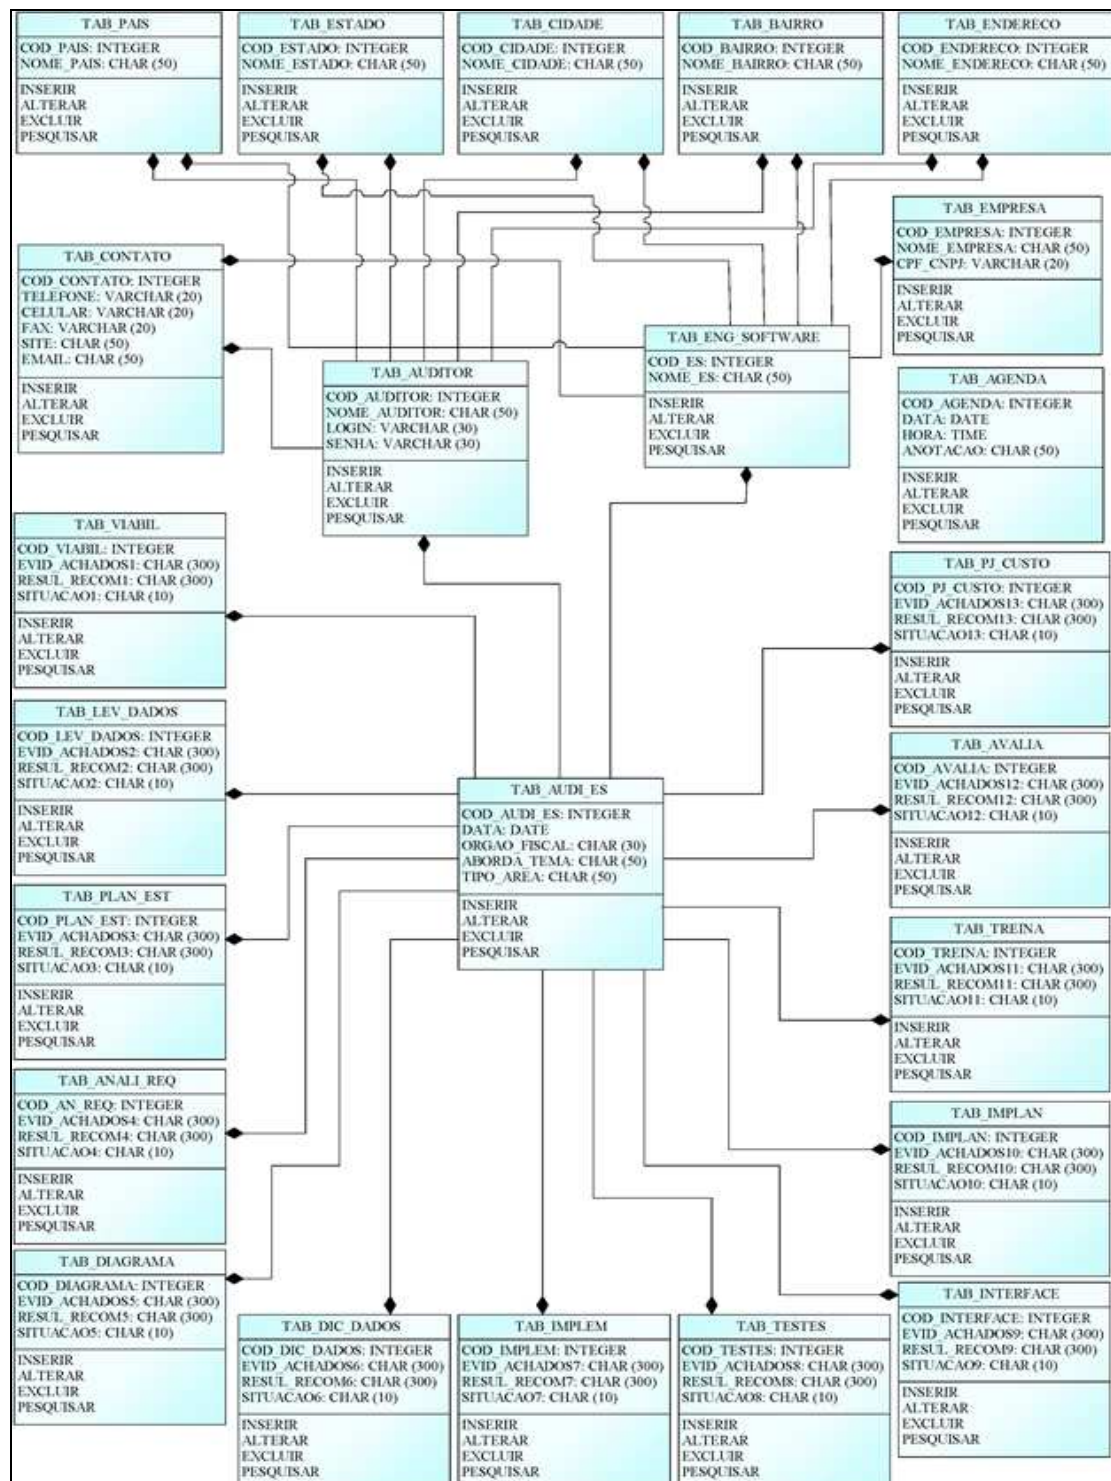 TAB_PAIS
COD_PAIS: INTEGER
NOME_PAIS: CHAR (50)
INSERIR
ALTERAR
EXCLUIR
PESQUISAR
TAB_ESTADO
COD_ESTADO: INTEGER
NOME_ESTADO: CHAR (50)
INSERIR
ALTERAR
EXCLUIR
PESQUISAR
TAB_CIDADE
COD_CIDADE: INTEGER
NOME_CIDADE: CHAR (50)
INSERIR
ALTERAR
EXCLUIR
PESQUISAR
TAB_BAIRRO
COD_BAIRRO: INTEGER
NOME_BAIRRO: CHAR (50)
INSERIR
ALTERAR
EXCLUIR
PESQUISAR
TAB_ENDERECO
COD_ENDERECO: INTEGER
NOME_ENDERECO: CHAR (50)
INSERIR
ALTERAR
EXCLUIR
PESQUISAR
TAB_EMPRESA
COD_EMPRESA: INTEGER
NOME_EMPRESA: CHAR (50)
CPF_CNPJ: VARCHAR (20)
INSERIR
ALTERAR
EXCLUIR
PESQUISAR
TAB_CONTATO
COD_CONTATO: INTEGER
TELEFONE: VARCHAR (20)
CELULAR: VARCHAR (20)
FAX: VARCHAR (20)
SITE: CHAR (50)
EMAIL: CHAR (50)
INSERIR
ALTERAR
EXCLUIR
PESQUISAR
TAB_AUDITOR
COD_AUDITOR: INTEGER
NOME_AUDITOR: CHAR (50)
LOGIN: VARCHAR (30)
SENHA: VARCHAR (30)
INSERIR
ALTERAR
EXCLUIR
PESQUISAR
TAB_ENG_SOFTWARE
COD_ES: INTEGER
NOME_ES: CHAR (50)
INSERIR
ALTERAR
EXCLUIR
PESQUISAR
TAB_AGENDA
COD_AGENDA: INTEGER
DATA: DATE
HORA: TIME
ANOTACAO: CHAR (50)
INSERIR
ALTERAR
EXCLUIR
PESQUISAR
TAB_VIABIL
COD_VIABIL: INTEGER
EVID_ACHADOS1: CHAR (300)
RESUL_RECOM1: CHAR (300)
SITUACAO1: CHAR (10)
INSERIR
ALTERAR
EXCLUIR
PESQUISAR
TAB_PJ_CUSTO
COD_PJ_CUSTO: INTEGER
EVID_ACHADOS13: CHAR (300)
RESUL_RECOM13: CHAR (300)
SITUACAO13: CHAR (10)
INSERIR
ALTERAR
EXCLUIR
PESQUISAR
TAB_LEV_DADOS
COD_LEV_DADOS: INTEGER
EVID_ACHADOS2: CHAR (300)
RESUL_RECOM2: CHAR (300)
SITUACAO2: CHAR (10)
INSERIR
ALTERAR
EXCLUIR
PESQUISAR
TAB_AUDI_ES
COD_AUDI_ES: INTEGER
DATA: DATE
ORGAO_FISCAL: CHAR (30)
ABORDA_TEMA: CHAR (50)
TIPO_AREA: CHAR (50)
INSERIR
ALTERAR
EXCLUIR
PESQUISAR
TAB_AVALIA
COD_AVALIA: INTEGER
EVID_ACHADOS12: CHAR (300)
RESUL_RECOM12: CHAR (300)
SITUACAO12: CHAR (10)
INSERIR
ALTERAR
EXCLUIR
PESQUISAR
TAB_PLAN_EST
COD_PLAN_EST: INTEGER
EVID_ACHADOS3: CHAR (300)
RESUL_RECOM3: CHAR (300)
SITUACAO3: CHAR (10)
INSERIR
ALTERAR
EXCLUIR
PESQUISAR
TAB_TREINA
COD_TREINA: INTEGER
EVID_ACHADOS11: CHAR (300)
RESUL_RECOM11: CHAR (300)
SITUACAO11: CHAR (10)
INSERIR
ALTERAR
EXCLUIR
PESQUISAR
TAB_ANALI_REQ
COD_AN_REQ: INTEGER
EVID_ACHADOS4: CHAR (300)
RESUL_RECOM4: CHAR (300)
SITUACAO4: CHAR (10)
INSERIR
ALTERAR
EXCLUIR
PESQUISAR
TAB_IMPLAN
COD_IMPLAN: INTEGER
EVID_ACHADOS10: CHAR (300)
RESUL_RECOM10: CHAR (300)
SITUACAO10: CHAR (10)
INSERIR
ALTERAR
EXCLUIR
PESQUISAR
TAB_DIAGRAMA
COD_DIAGRAMA: INTEGER
EVID_ACHADOS5: CHAR (300)
RESUL_RECOM5: CHAR (300)
SITUACAO5: CHAR (10)
INSERIR
ALTERAR
EXCLUIR
PESQUISAR
TAB_DIC_DADOS
COD_DIC_DADOS: INTEGER
EVID_ACHADOS6: CHAR (300)
RESUL_RECOM6: CHAR (300)
SITUACAO6: CHAR (10)
INSERIR
ALTERAR
EXCLUIR
PESQUISAR
TAB_IMPLEM
COD_IMPLEM: INTEGER
EVID_ACHADOS7: CHAR (300)
RESUL_RECOM7: CHAR (300)
SITUACAO7: CHAR (10)
INSERIR
ALTERAR
EXCLUIR
PESQUISAR
TAB_TESTES
COD_TESTES: INTEGER
EVID_ACHADOS8: CHAR (300)
RESUL_RECOM8: CHAR (300)
SITUACAO8: CHAR (10)
INSERIR
ALTERAR
EXCLUIR
PESQUISAR
TAB_INTERFACE
COD_INTERFACE: INTEGER
EVID_ACHADOS9: CHAR (300)
RESUL_RECOM9: CHAR (300)
SITUACAO9: CHAR (10)
INSERIR
ALTERAR
EXCLUIR
PESQUISAR